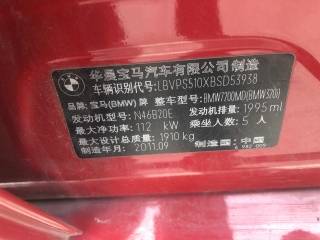 华晨宝马汽车有限公司 制造
车辆识别代号: LBVPS510XBSD53938
品牌: 宝马(BMW) 牌 整车型号: BMW7200MD(BMW320i)
发动机型号: N46B20E 发动机排量: 1995 ml
最大净功率: 112 kW 乘坐人数: 5 人
最大设计总质量: 1910 kg
制造年月: 2011.09 制造国: 中国